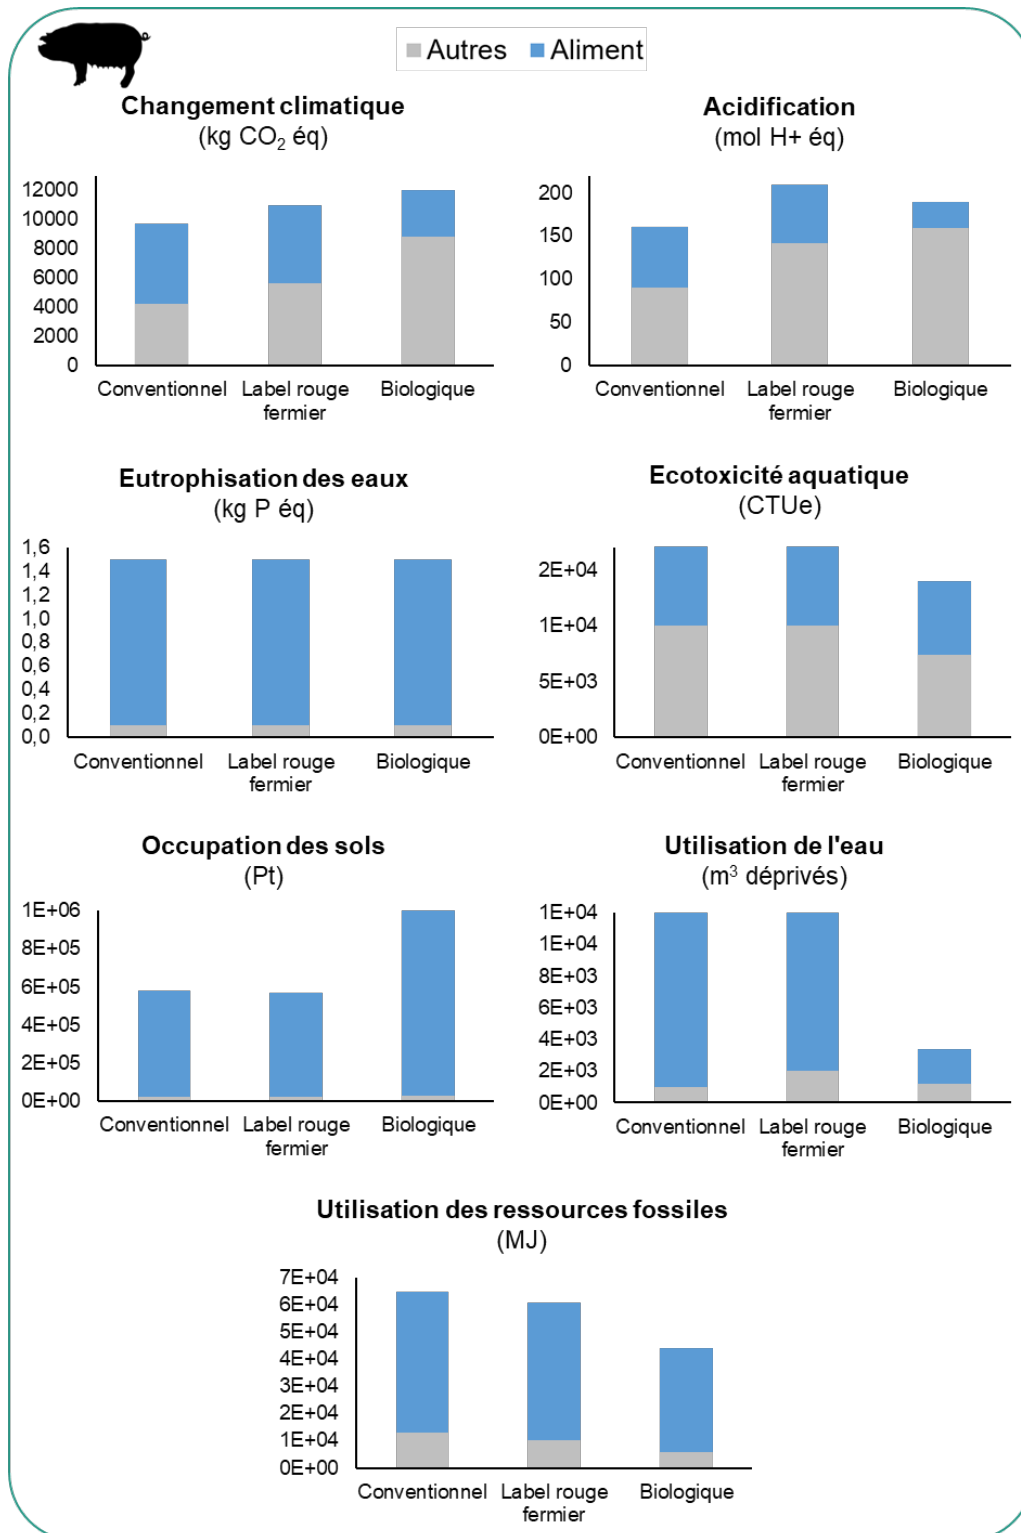 Autres Aliment
Changement climatique
(kg CO₂ éq)
12000
10000
8000
6000
4000
2000
0
Conventionnel Label rouge fermier Biologique
Acidification
(mol H+ éq)
200
150
100
50
0
Conventionnel Label rouge fermier Biologique
Eutrophisation des eaux
(kg P éq)
1,6
1,4
1,2
1,0
0,8
0,6
0,4
0,2
0,0
Conventionnel Label rouge fermier Biologique
Ecotoxicité aquatique
(CTUe)
2E+04
1E+04
5E+03
0E+00
Conventionnel Label rouge fermier Biologique
Occupation des sols
(Pt)
1E+06
8E+05
6E+05
4E+05
2E+05
0E+00
Conventionnel Label rouge fermier Biologique
Utilisation de l'eau
(m³ déprivés)
1E+04
1E+04
8E+03
6E+03
4E+03
2E+03
0E+00
Conventionnel Label rouge fermier Biologique
Utilisation des ressources fossiles
(MJ)
7E+04
6E+04
5E+04
4E+04
3E+04
2E+04
1E+04
0E+00
Conventionnel Label rouge fermier Biologique